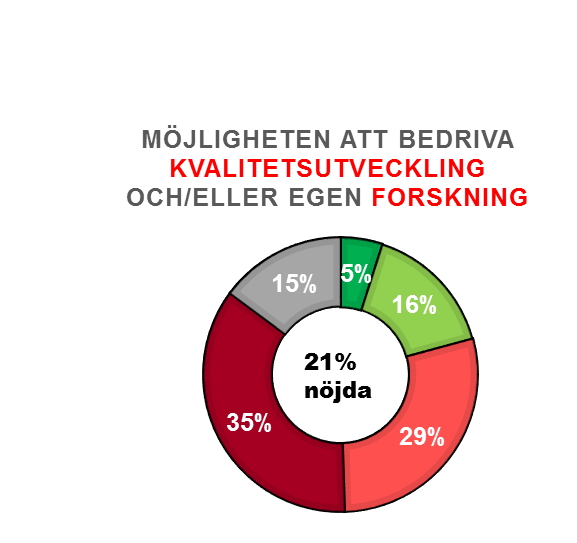 MÖJLIGHETEN ATT BEDRIVA
KVALITETSUTVECKLING
OCH/ELLER EGEN FORSKNING
5%
16%
29%
35%
15%
21%
nöjda